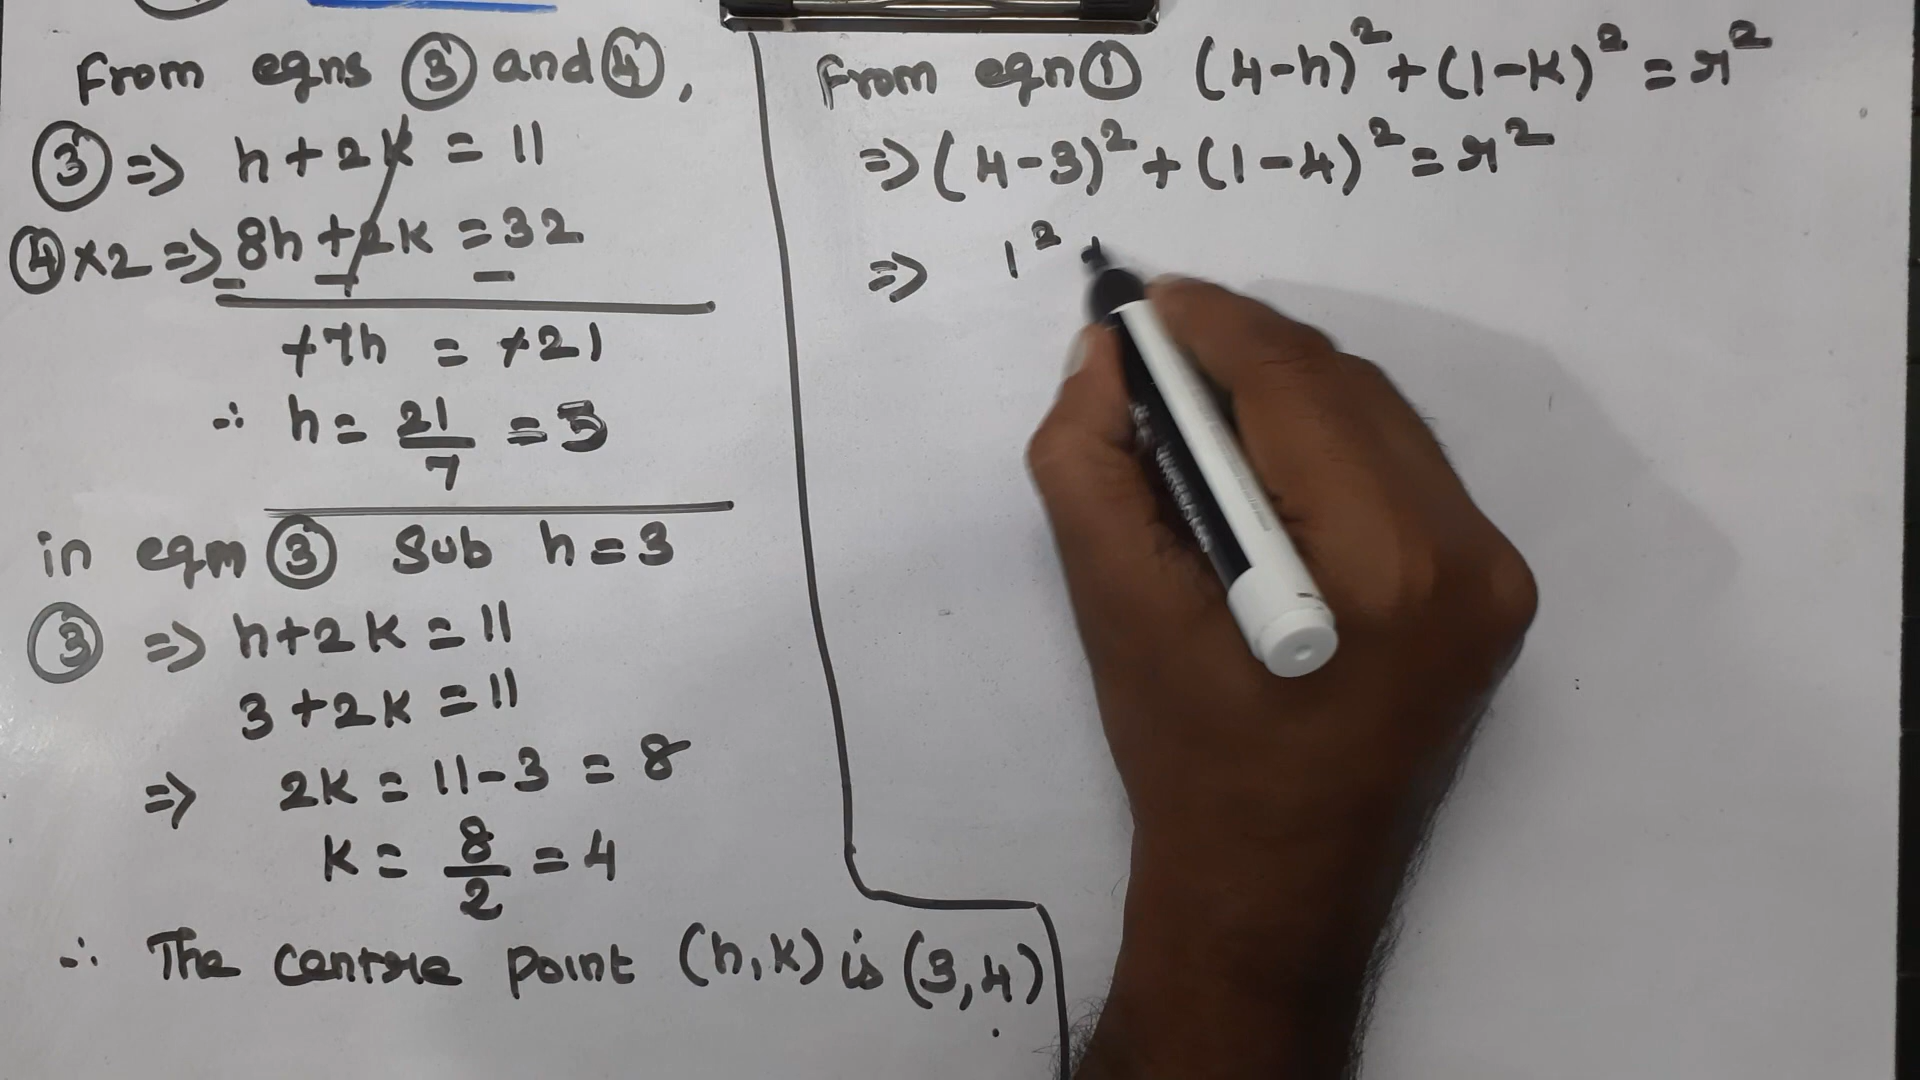 From eqns ③ and ④,
③ => h+2k = 11
④×2 => 8h+2k = 32
- - -
+7h = +21
∴ h = 21/7 = 3
in eqn ③ Sub h=3
③ => h+2k = 11
3+2k = 11
=> 2k = 11-3 = 8
k = 8/2 = 4
∴ The centre point (h,k) is (3,4)
From eqn ① (4-h)² + (1-k)² = r²
=> (4-3)² + (1-4)² = r²
=> 1² +